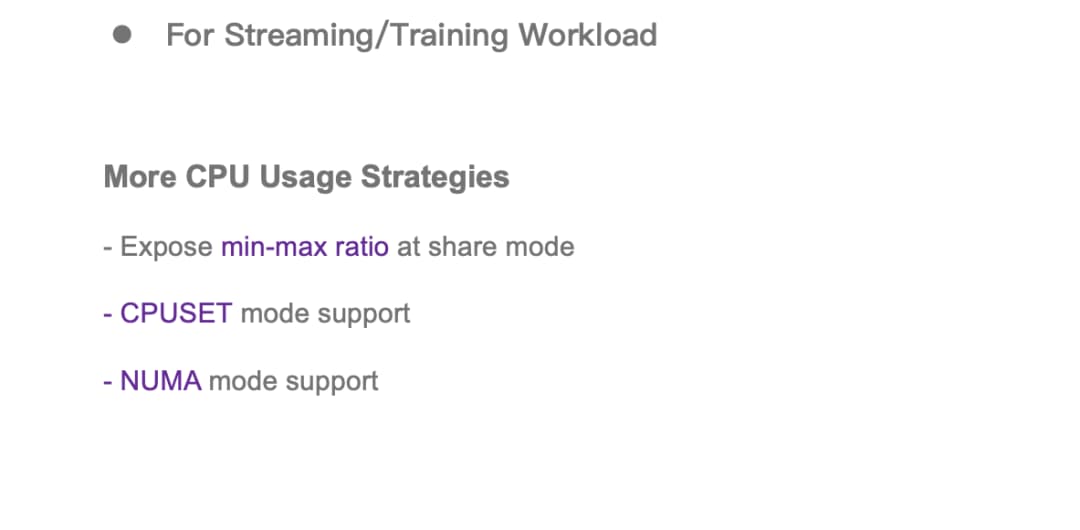 ● For Streaming/Training Workload
More CPU Usage Strategies
- Expose min-max ratio at share mode
- CPUSET mode support
- NUMA mode support